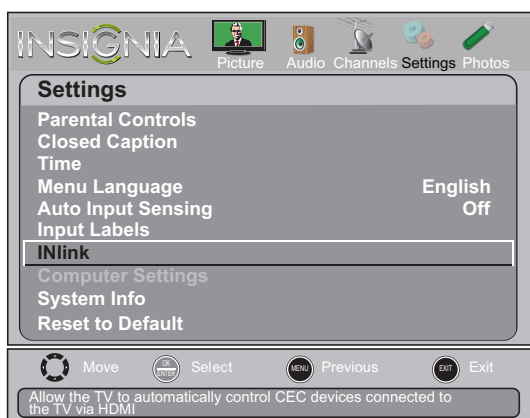 INSIGNIA
Picture Audio Channels Settings Photos
Settings
Parental Controls
Closed Caption
Time
Menu Language English
Auto Input Sensing Off
Input Labels
INlink
Computer Settings
System Info
Reset to Default
Move OK ENTER Select MENU Previous EXIT Exit
Allow the TV to automatically control CEC devices connected to
the TV via HDMI